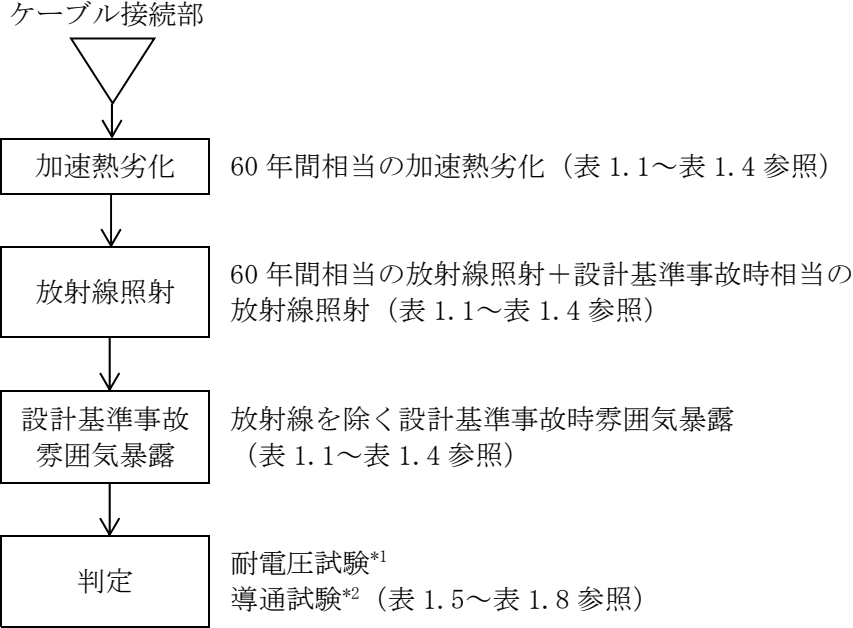 ケーブル接続部
加速熱劣化
60 年間相当の加速熱劣化（表 1.1～表 1.4 参照）
放射線照射
60 年間相当の放射線照射＋設計基準事故時相当の
放射線照射（表 1.1～表 1.4 参照）
設計基準事故
雰囲気暴露
放射線を除く設計基準事故時雰囲気暴露
（表 1.1～表 1.4 参照）
判定
耐電圧試験*1
導通試験*2（表 1.5～表 1.8 参照）